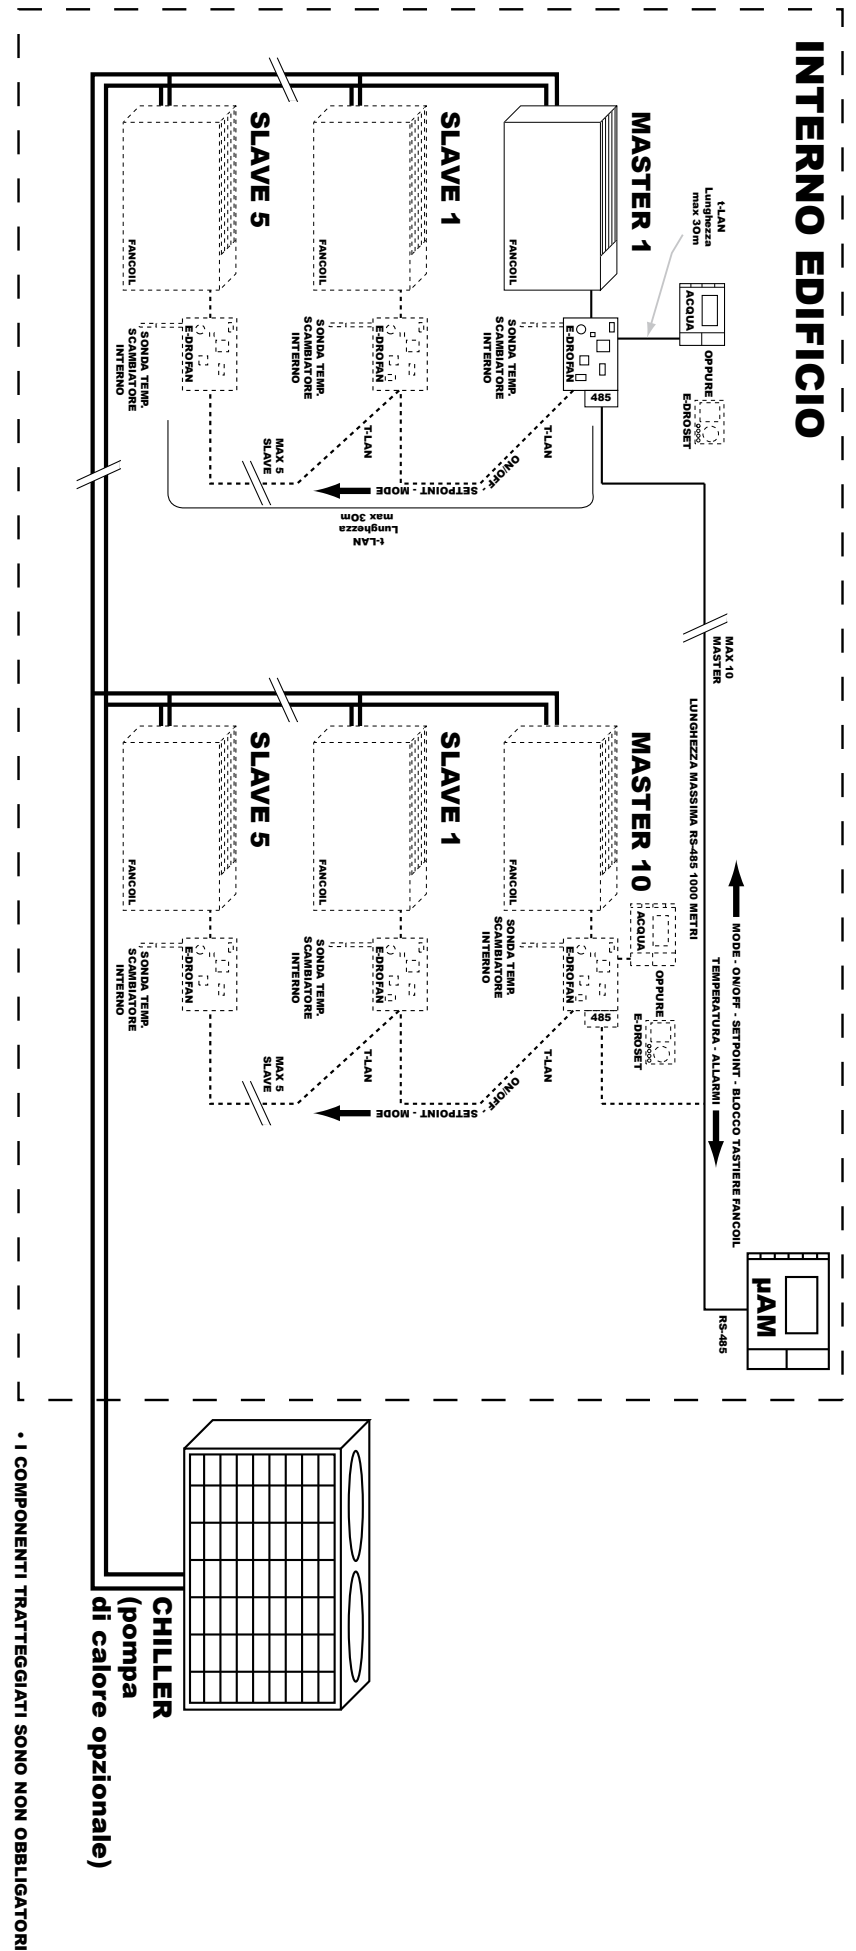 INTERNO EDIFICIO
MASTER 1
FANCOIL
t-LAN
Lunghezza
max 30m
ACQUA
OPPURE
E-DROSET
E-DROFAN
485
SONDA TEMP.
SCAMBIATORE
INTERNO
T-LAN
ON/OFF
SETPOINT - MODE -
SLAVE 1
FANCOIL
E-DROFAN
SONDA TEMP.
SCAMBIATORE
INTERNO
T-LAN
SLAVE 5
FANCOIL
E-DROFAN
SONDA TEMP.
SCAMBIATORE
INTERNO
MAX 5
SLAVE
t-LAN
Lunghezza
max 30m
MAX 10
MASTER
LUNGHEZZA MASSIMA RS-485 1000 METRI
MODE - ON/OFF - SETPOINT - BLOCCO TASTIERE FANCOIL
TEMPERATURA - ALLARMI
µAM
RS-485
MASTER 10
FANCOIL
ACQUA
OPPURE
E-DROSET
E-DROFAN
485
SONDA TEMP.
SCAMBIATORE
INTERNO
T-LAN
ON/OFF
SETPOINT - MODE -
SLAVE 1
FANCOIL
E-DROFAN
SONDA TEMP.
SCAMBIATORE
INTERNO
T-LAN
SLAVE 5
FANCOIL
E-DROFAN
SONDA TEMP.
SCAMBIATORE
INTERNO
MAX 5
SLAVE
CHILLER
(pompa
di calore opzionale)
• I COMPONENTI TRATTEGGIATI SONO NON OBBLIGATORI